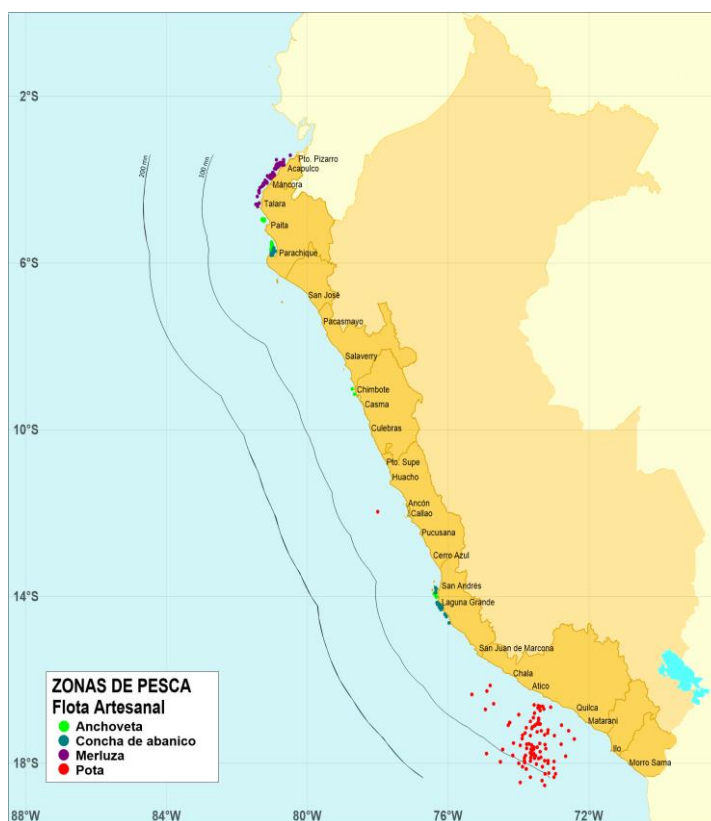 2°S
200 mn
100 mn
Pto. Pizarro
Acapulco
Máncora
Talara
Paita
6°S
Parachique
San José
Pacasmayo
Salaverry
Chimbote
Casma
10°S
Culebras
Pto. Supe
Huacho
Ancón
Callao
Pucusana
Cerro Azul
14°S
San Andrés
Laguna Grande
San Juan de Marcona
Chala
Atico
Quilca
Matarani
Ilo
18°S
Morro Sama
ZONAS DE PESCA
Flota Artesanal
Anchoveta
Concha de abanico
Merluza
Pota
88°W 84°W 80°W 76°W 72°W